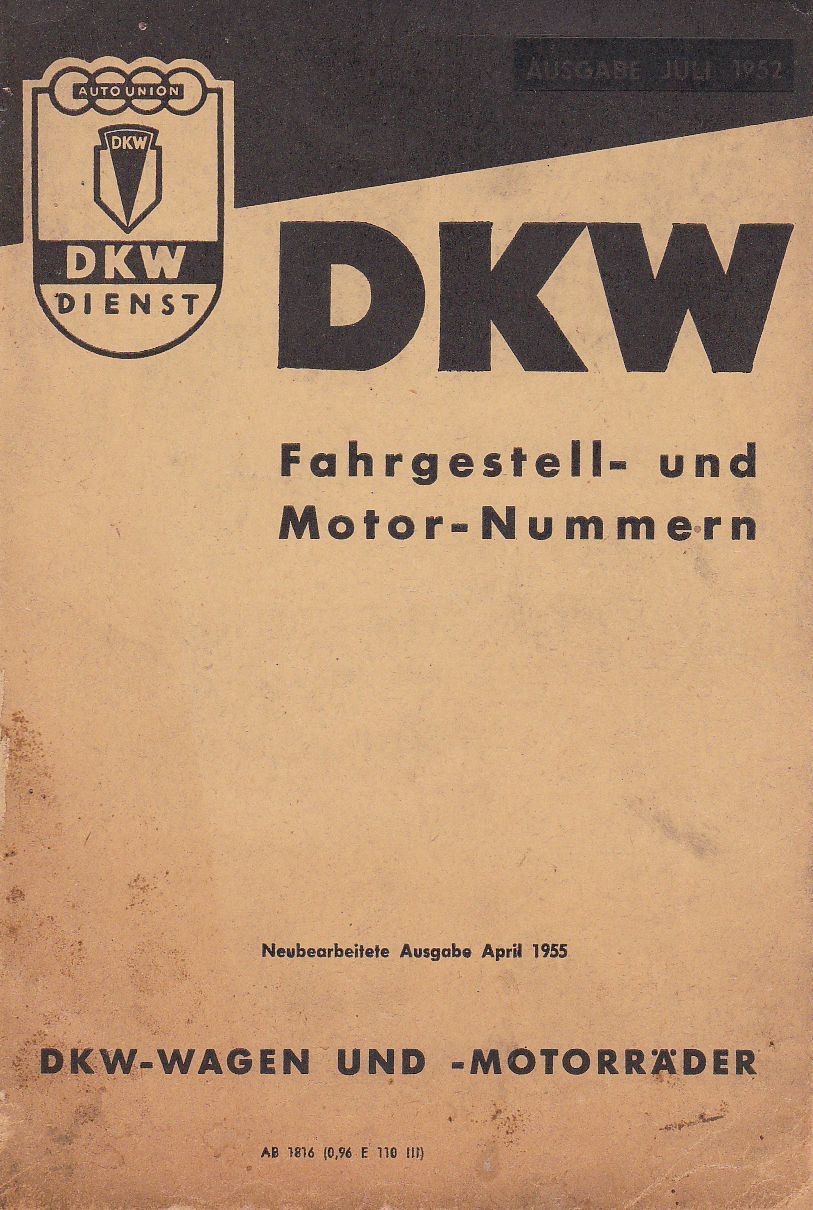 AUSGABE JULI 1952
AUTO UNION
DKW
DKW
DIENST
DKW
Fahrgestell- und
Motor-Nummern
Neubearbeitete Ausgabe April 1955
DKW-WAGEN UND -MOTORRÄDER
AB 1816 (0,96 E 110 III)